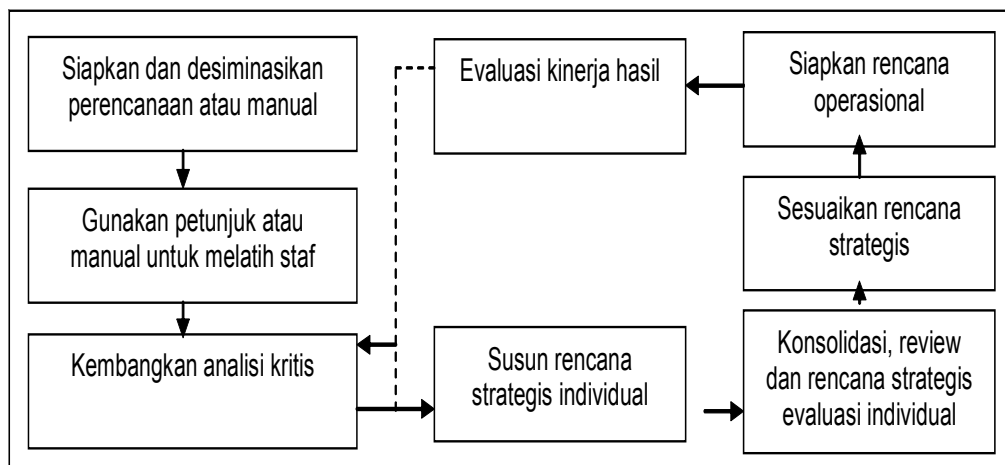 Siapkan dan desiminasikan
perencanaan atau manual
Gunakan petunjuk atau
manual untuk melatih staf
Kembangkan analisi kritis
Susun rencana
strategis individual
Konsolidasi, review
dan rencana strategis
evaluasi individual
Sesuaikan rencana
strategis
Siapkan rencana
operasional
Evaluasi kinerja hasil